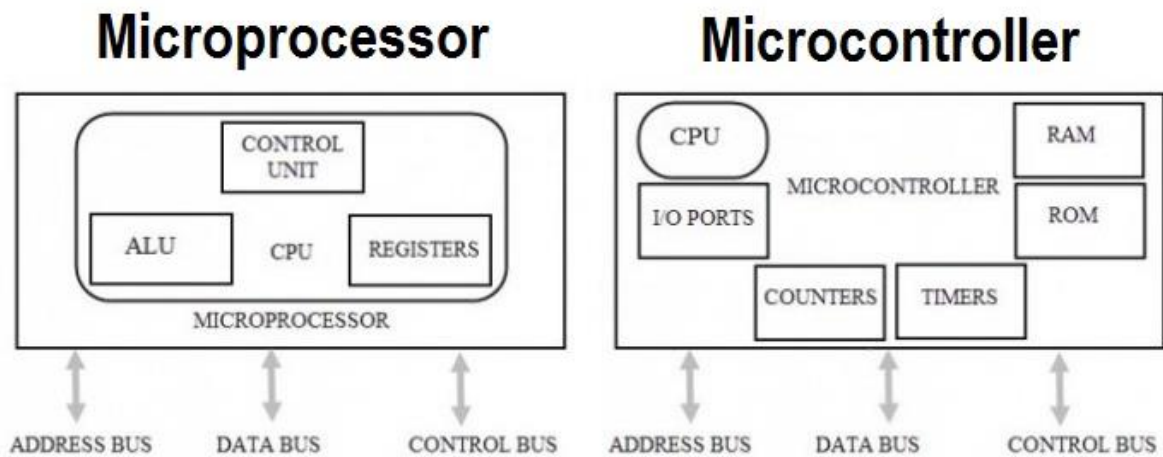 Microprocessor
CONTROL
UNIT
ALU
CPU
REGISTERS
MICROPROCESSOR
ADDRESS BUS
DATA BUS
CONTROL BUS
Microcontroller
CPU
RAM
MICROCONTROLLER
I/O PORTS
ROM
COUNTERS
TIMERS
ADDRESS BUS
DATA BUS
CONTROL BUS